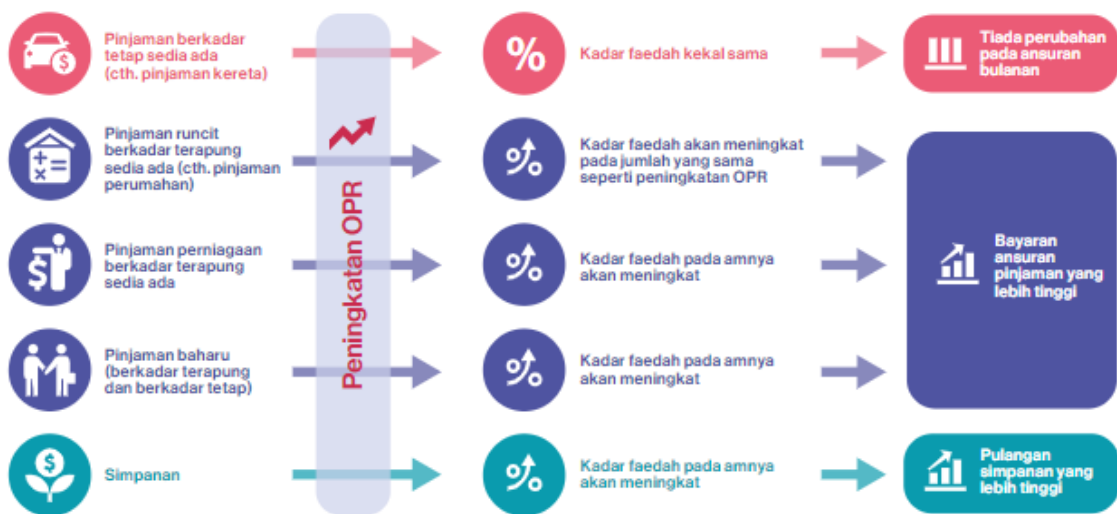 Pinjaman berkadar
tetap sedia ada
(cth. pinjaman kereta)
%
Kadar faedah kekal sama
Tiada perubahan
pada ansuran
bulanan
Pinjaman runcit
berkadar terapung
sedia ada (cth. pinjaman
perumahan)
Kadar faedah akan meningkat
pada jumlah yang sama
seperti peningkatan OPR
Peningkatan OPR
Pinjaman perniagaan
berkadar terapung
sedia ada
Kadar faedah pada amnya
akan meningkat
Bayaran
ansuran
pinjaman yang
lebih tinggi
Pinjaman baharu
(berkadar terapung
dan berkadar tetap)
Kadar faedah pada amnya
akan meningkat
Simpanan
Kadar faedah pada amnya
akan meningkat
Pulangan
simpanan yang
lebih tinggi